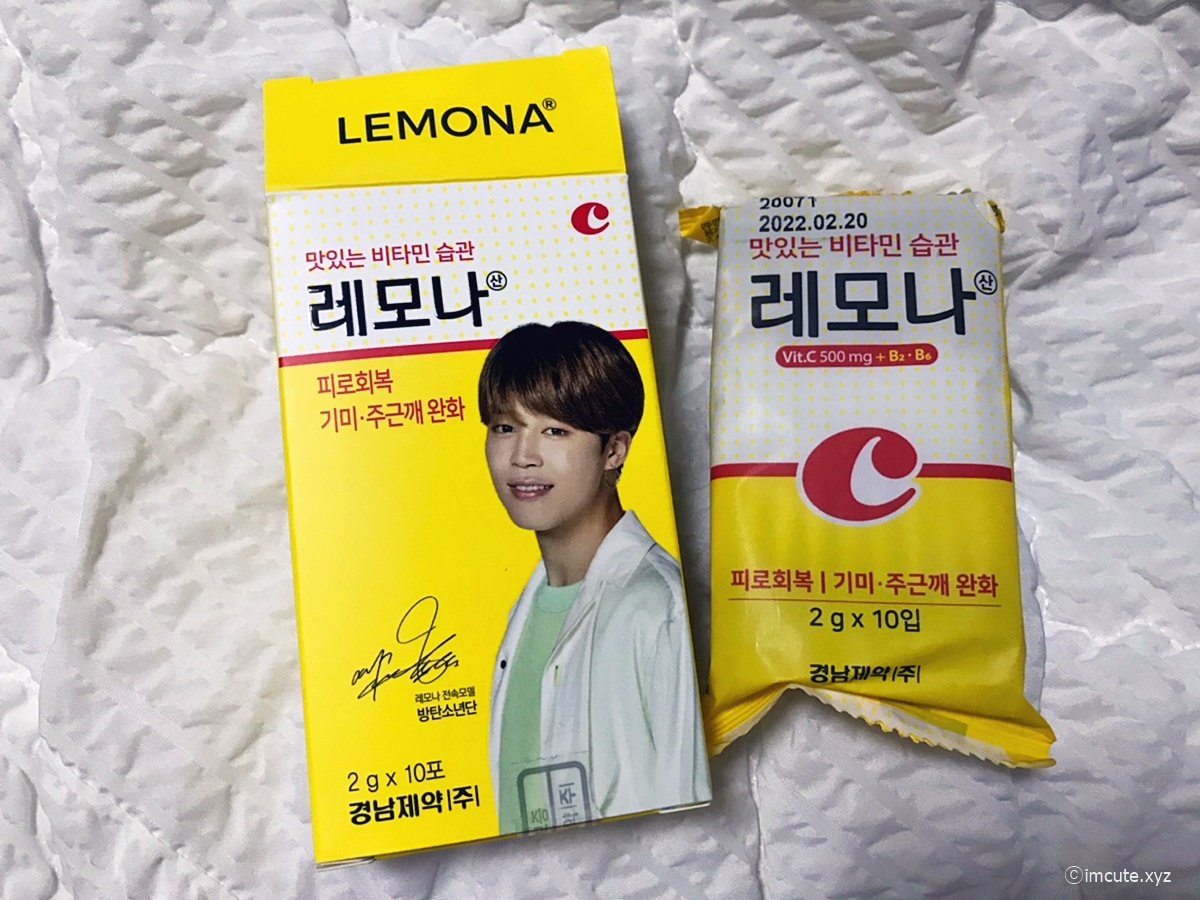 LEMONA®
맛있는 비타민 습관
레모나㊛
피로회복
기미·주근깨 완화
레모나 전속모델
방탄소년단
2 g x 10포
경남제약|주|
20071
2022.02.20
맛있는 비타민 습관
레모나
Vit.C 500 mg + B₂·B₆
피로회복 | 기미·주근깨 완화
2 g x 10입
경남제약|주|
ⓒimcute.xyz